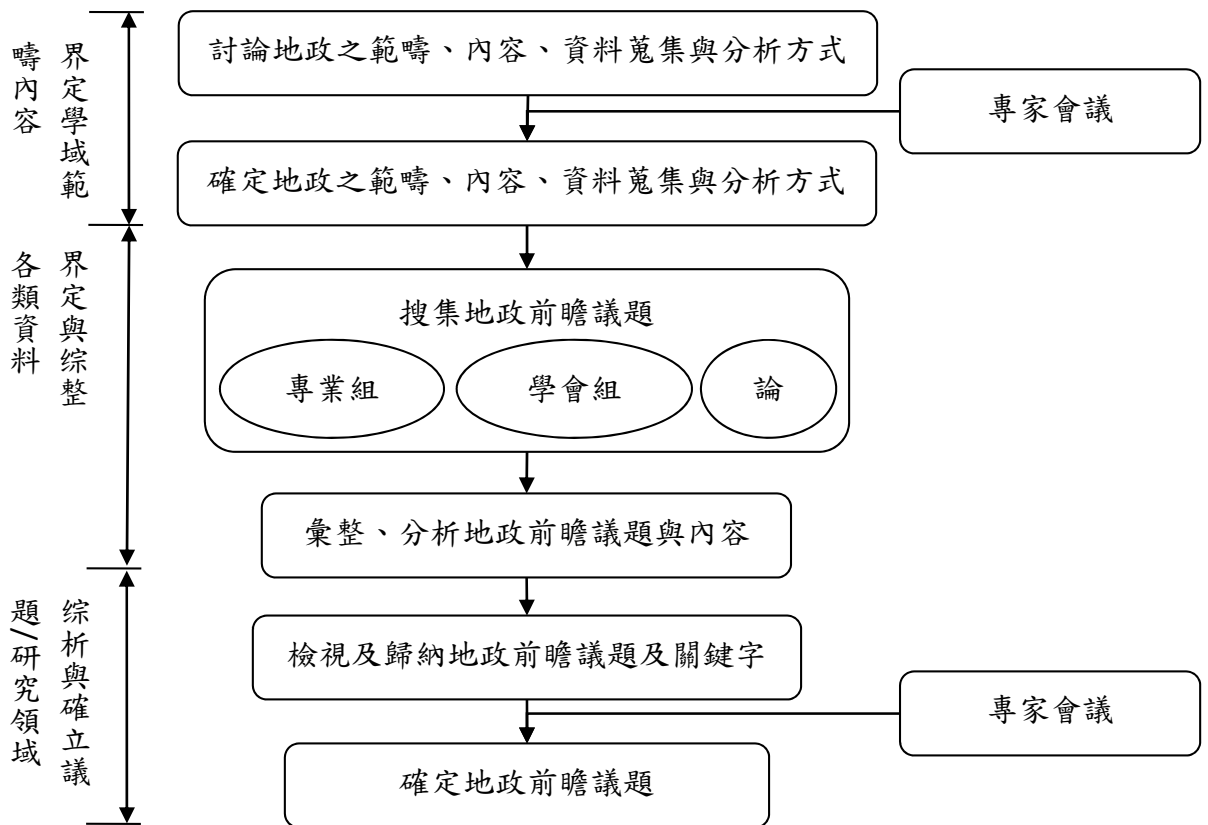 界定學域範
疇內容
討論地政之範疇、內容、資料蒐集與分析方式
專家會議
確定地政之範疇、內容、資料蒐集與分析方式
界定與综整
各類資料
搜集地政前瞻議題
專業組
學會組
論
彙整、分析地政前瞻議題與內容
综析與確立議
題/研究領域
檢視及歸納地政前瞻議題及關鍵字
專家會議
確定地政前瞻議題